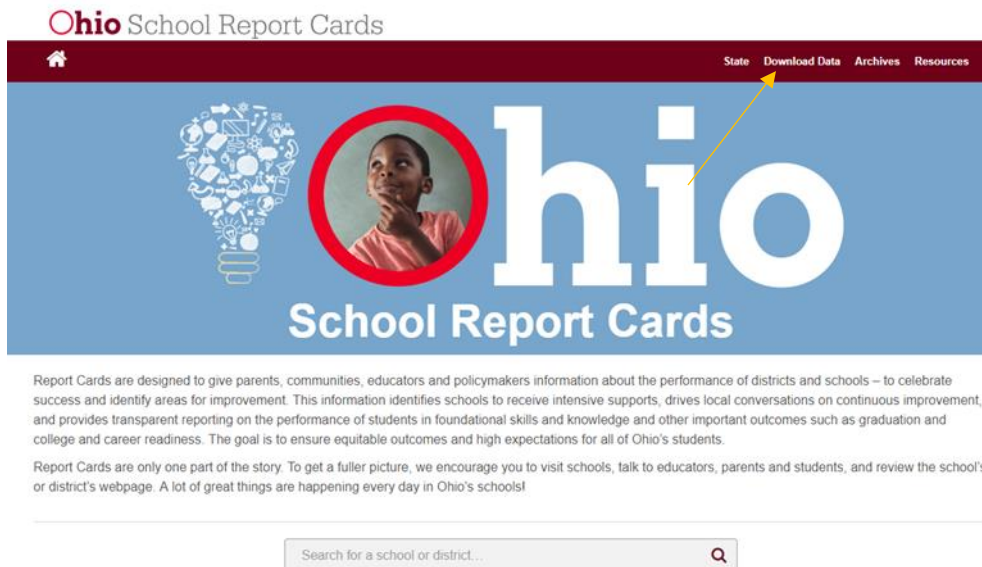 Ohio School Report Cards
State Download Data Archives Resources
Ohio
School Report Cards
Report Cards are designed to give parents, communities, educators and policymakers information about the performance of districts and schools – to celebrate
success and identify areas for improvement. This information identifies schools to receive intensive supports, drives local conversations on continuous improvement,
and provides transparent reporting on the performance of students in foundational skills and knowledge and other important outcomes such as graduation and
college and career readiness. The goal is to ensure equitable outcomes and high expectations for all of Ohio's students.
Report Cards are only one part of the story. To get a fuller picture, we encourage you to visit schools, talk to educators, parents and students, and review the school's
or district's webpage. A lot of great things are happening every day in Ohio's schools!
Search for a school or district...